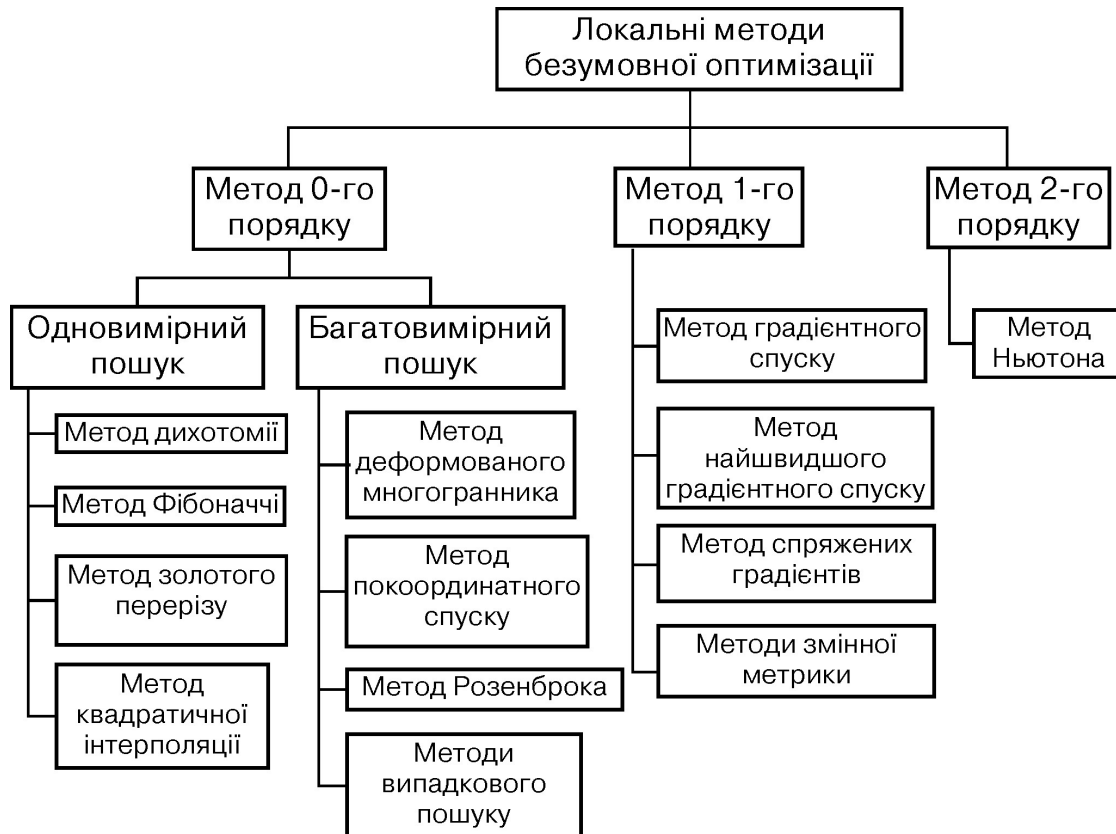 Локальні методи
безумовної оптимізації
Метод 0-го
порядку
Метод 1-го
порядку
Метод 2-го
порядку
Одновимірний
пошук
Багатовимірний
пошук
Метод дихотомії
Метод Фібоначчі
Метод золотого
перерізу
Метод
квадратичної
інтерполяції
Метод
деформованого
многогранника
Метод
покоординатного
спуску
Метод Розенброка
Методи
випадкового
пошуку
Метод градієнтного
спуску
Метод
найшвидшого
градієнтного спуску
Метод спряжених
градієнтів
Методи змінної
метрики
Метод
Ньютона